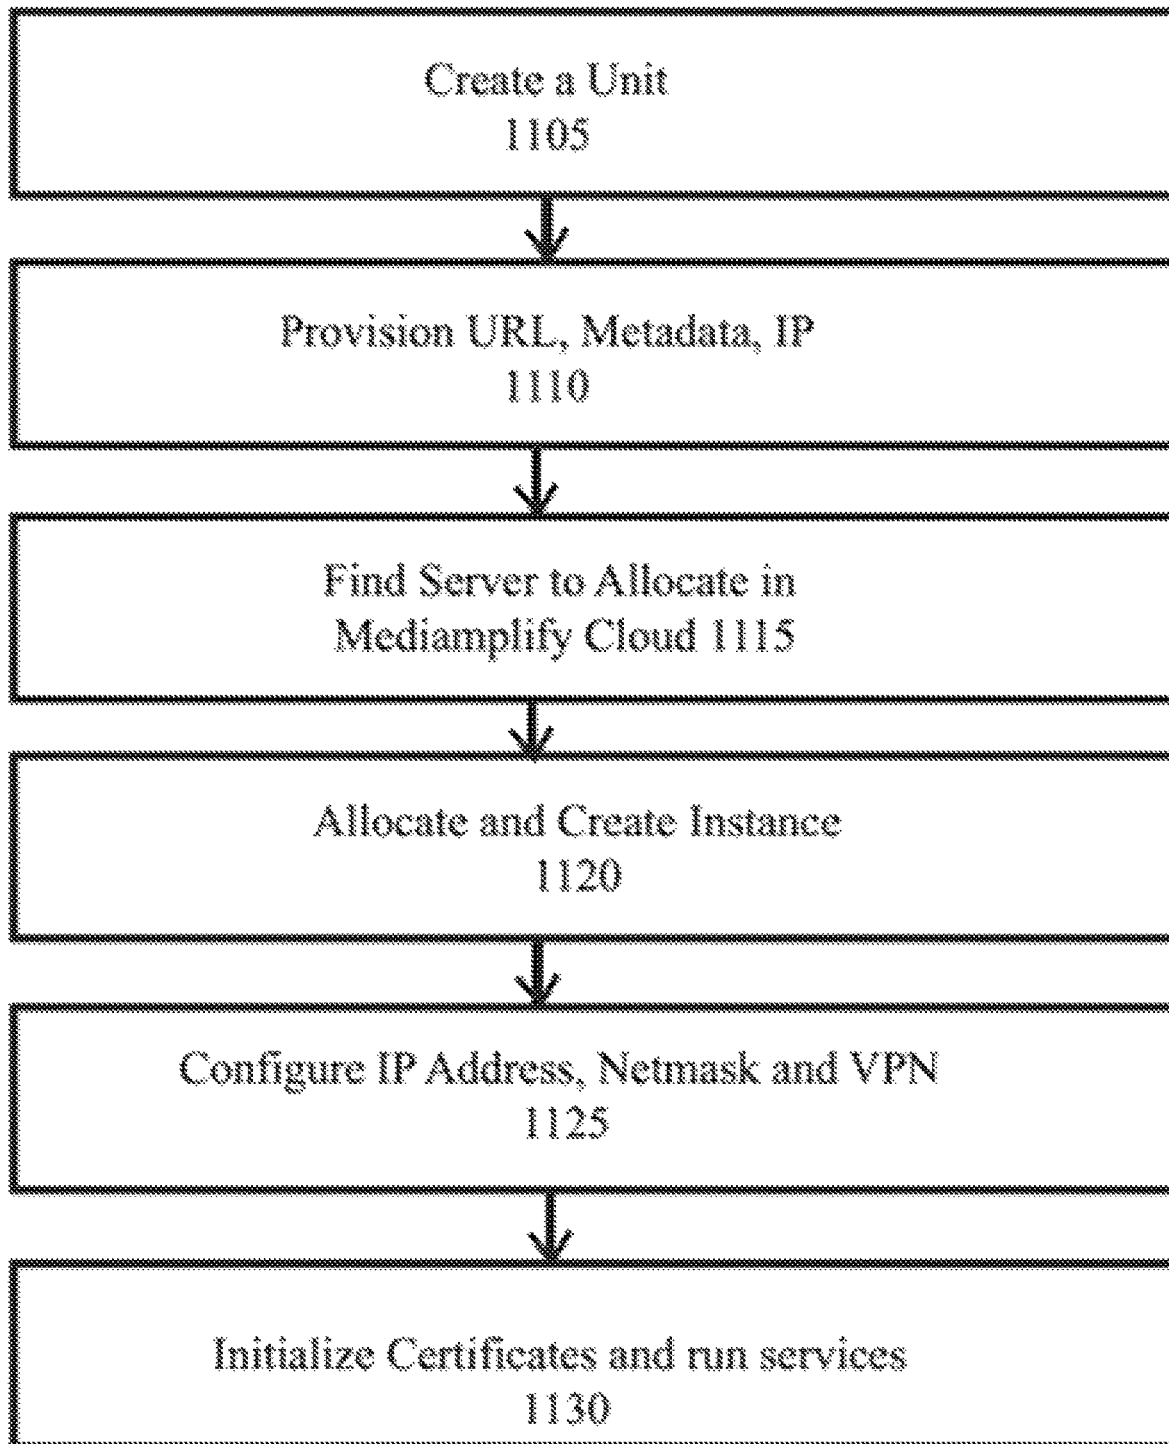 Create a Unit
1105
Provision URL, Metadata, IP
1110
Find Server to Allocate in
Mediamplify Cloud 1115
Allocate and Create Instance
1120
Configure IP Address, Netmask and VPN
1125
Initialize Certificates and run services
1130